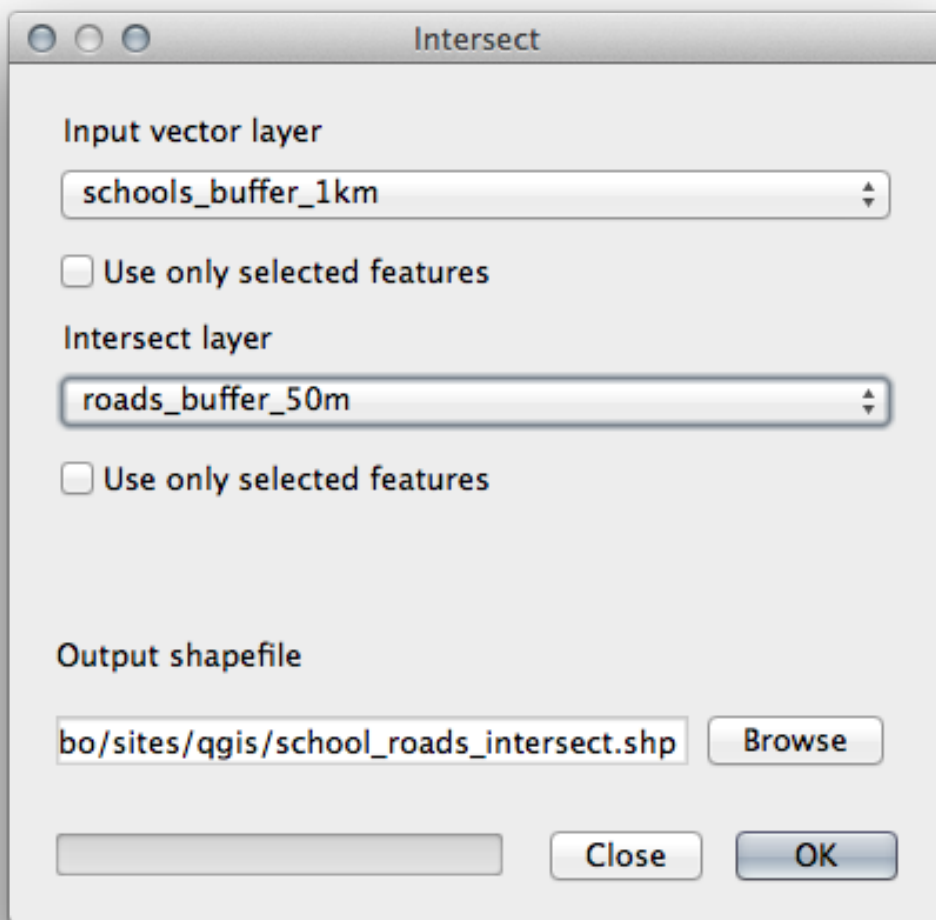 Intersect
Input vector layer
schools_buffer_1km
Use only selected features
Intersect layer
roads_buffer_50m
Use only selected features
Output shapefile
bo/sites/qgis/school_roads_intersect.shp
Browse
Close
OK